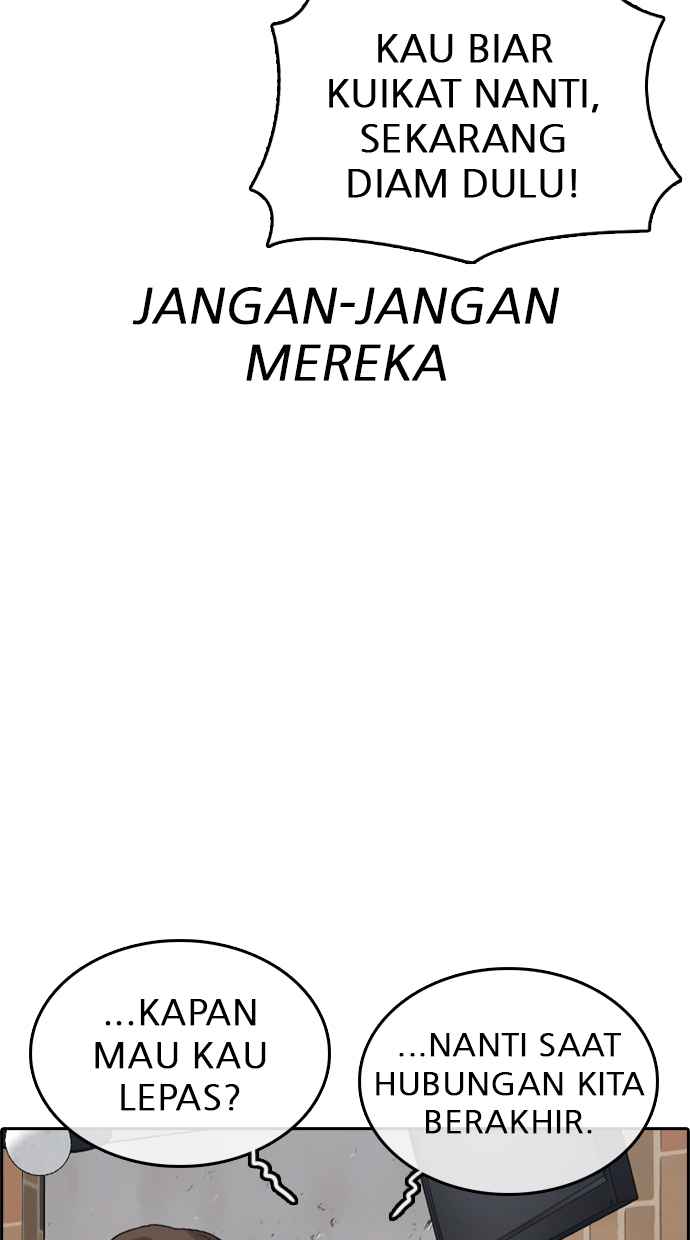 KAU BIAR
KUIKAT NANTI,
SEKARANG
DIAM DULU!
JANGAN-JANGAN
MEREKA
...KAPAN
MAU KAU
LEPAS?
...NANTI SAAT
HUBUNGAN KITA
BERAKHIR.